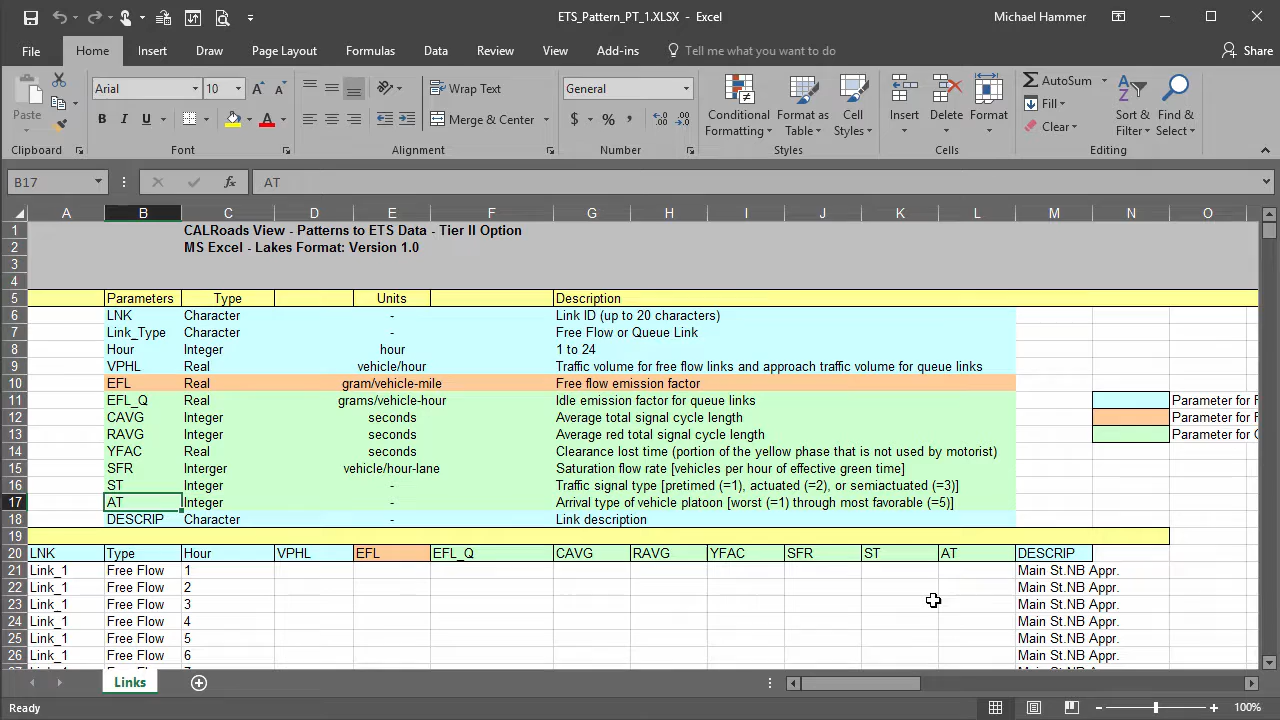 ETS_Pattern_PT_1.XLSX - Excel
Michael Hammer
File Home Insert Draw Page Layout Formulas Data Review View Add-ins Tell me what you want to do Share
Paste
Clipboard
Arial 10
B I U A
Font
Wrap Text
Merge & Center
Alignment
General
$ %
Number
Conditional Formatting
Format as Table
Cell Styles
Styles
Insert Delete Format
Cells
AutoSum
Fill
Clear
Sort & Filter
Find & Select
Editing
B17 fx AT
A B C D E F G H I J K L M N O
1 CALRoads View - Patterns to ETS Data - Tier II Option
2 MS Excel - Lakes Format: Version 1.0
3
4
5 Parameters Type Units Description
6 LNK Character - Link ID (up to 20 characters)
7 Link_Type Character - Free Flow or Queue Link
8 Hour Integer hour 1 to 24
9 VPHL Real vehicle/hour Traffic volume for free flow links and approach traffic volume for queue links
10 EFL Real gram/vehicle-mile Free flow emission factor
11 EFL_Q Real grams/vehicle-hour Idle emission factor for queue links Parameter for F
12 CAVG Integer seconds Average total signal cycle length Parameter for F
13 RAVG Integer seconds Average red total signal cycle length Parameter for
14 YFAC Real seconds Clearance lost time (portion of the yellow phase that is not used by motorist)
15 SFR Interger vehicle/hour-lane Saturation flow rate [vehicles per hour of effective green time]
16 ST Integer - Traffic signal type [pretimed (=1), actuated (=2), or semiactuated (=3)]
17 AT Integer - Arrival type of vehicle platoon [worst (=1) through most favorable (=5)]
18 DESCRIP Character - Link description
19
20 LNK Type Hour VPHL EFL EFL_Q CAVG RAVG YFAC SFR ST AT DESCRIP
21 Link_1 Free Flow 1 Main St.NB Appr.
22 Link_1 Free Flow 2 Main St.NB Appr.
23 Link_1 Free Flow 3 Main St.NB Appr.
24 Link_1 Free Flow 4 Main St.NB Appr.
25 Link_1 Free Flow 5 Main St.NB Appr.
26 Link_1 Free Flow 6 Main St.NB Appr.
Links
Ready
100%